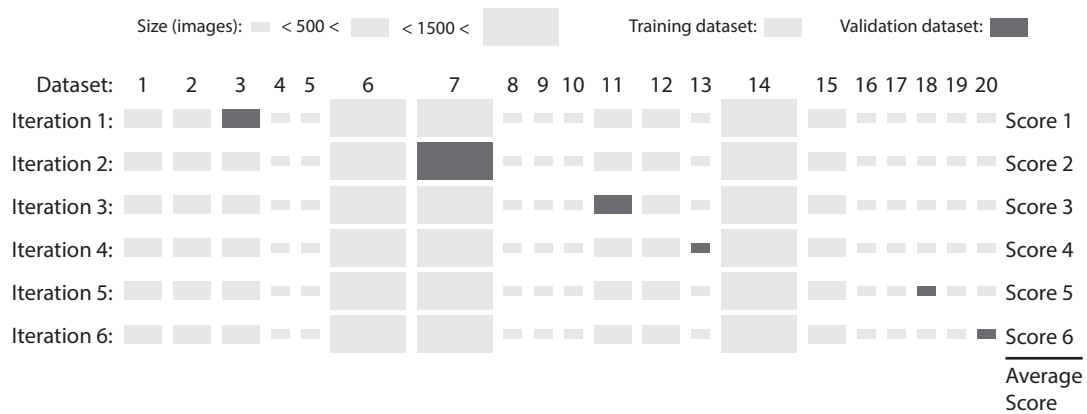 Size (images): < 500 < < 1500 < Training dataset: Validation dataset:
Dataset: 1 2 3 4 5 6 7 8 9 10 11 12 13 14 15 16 17 18 19 20
Iteration 1: Score 1
Iteration 2: Score 2
Iteration 3: Score 3
Iteration 4: Score 4
Iteration 5: Score 5
Iteration 6: Score 6
Average
Score